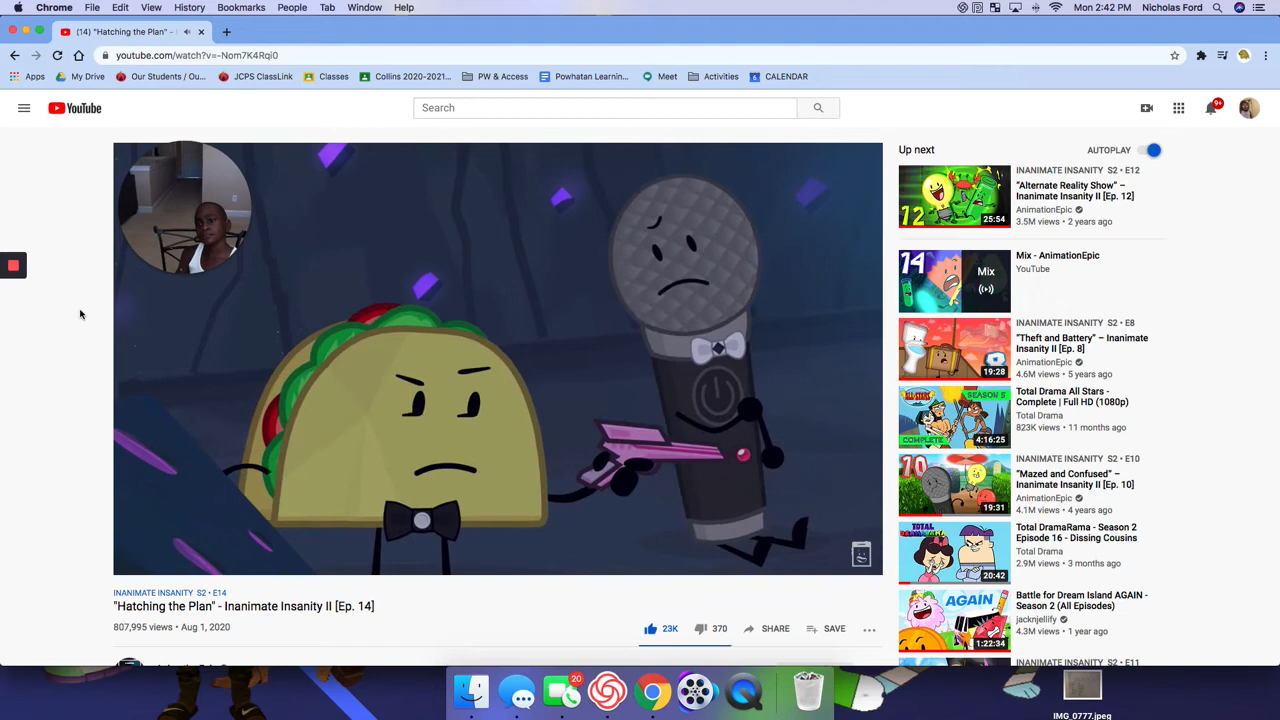 Chrome File Edit View History Bookmarks People Tab Window Help Mon 2:42 PM Nicholas Ford
(14) "Hatching the Plan" -
youtube.com/watch?v=-Nom7K4Rqi0
Apps My Drive Our Students / Ou... JCPS ClassLink Classes Collins 2020-2021... PW & Access Powhatan Learnin... Meet Activities CALENDAR
YouTube Search 9+
Up next AUTOPLAY
INANIMATE INSANITY S2 • E12
"Alternate Reality Show" –
Inanimate Insanity II [Ep. 12]
AnimationEpic
3.5M views • 2 years ago
12
25:54
Mix - AnimationEpic
YouTube
14
Mix
INANIMATE INSANITY S2 • E8
"Theft and Battery" – Inanimate
Insanity II [Ep. 8]
AnimationEpic
4.6M views • 5 years ago
19:28
Total Drama All Stars -
Complete | Full HD (1080p)
Total Drama
823K views • 11 months ago
SEASON 5
COMPLETE
4:16:25
INANIMATE INSANITY S2 • E10
"Mazed and Confused" –
Inanimate Insanity II [Ep. 10]
AnimationEpic
4.1M views • 4 years ago
10
19:31
Total DramaRama - Season 2
Episode 16 - Dissing Cousins
Total Drama
2.9M views • 3 months ago
20:42
Battle for Dream Island AGAIN -
Season 2 (All Episodes)
jacknjellify
4.3M views • 1 year ago
AGAIN
1:22:34
INANIMATE INSANITY S2 • E11
INANIMATE INSANITY S2 • E14
"Hatching the Plan" - Inanimate Insanity II [Ep. 14]
807,995 views • Aug 1, 2020
23K 370 SHARE SAVE
20
IMG_0777.jpeg